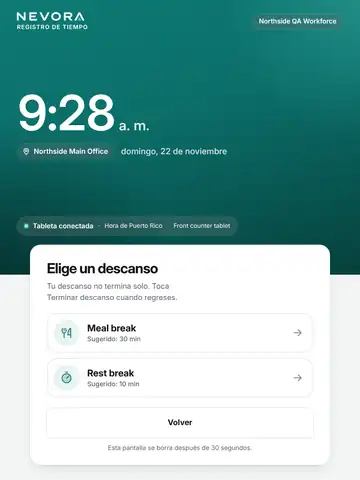 NEVORA
REGISTRO DE TIEMPO
Northside QA Workforce
9:28 a. m.
Northside Main Office
domingo, 22 de noviembre
Tableta conectada · Hora de Puerto Rico Front counter tablet
Elige un descanso
Tu descanso no termina solo. Toca
Terminar descanso cuando regreses.
Meal break
Sugerido: 30 min
Rest break
Sugerido: 10 min
Volver
Esta pantalla se borra después de 30 segundos.